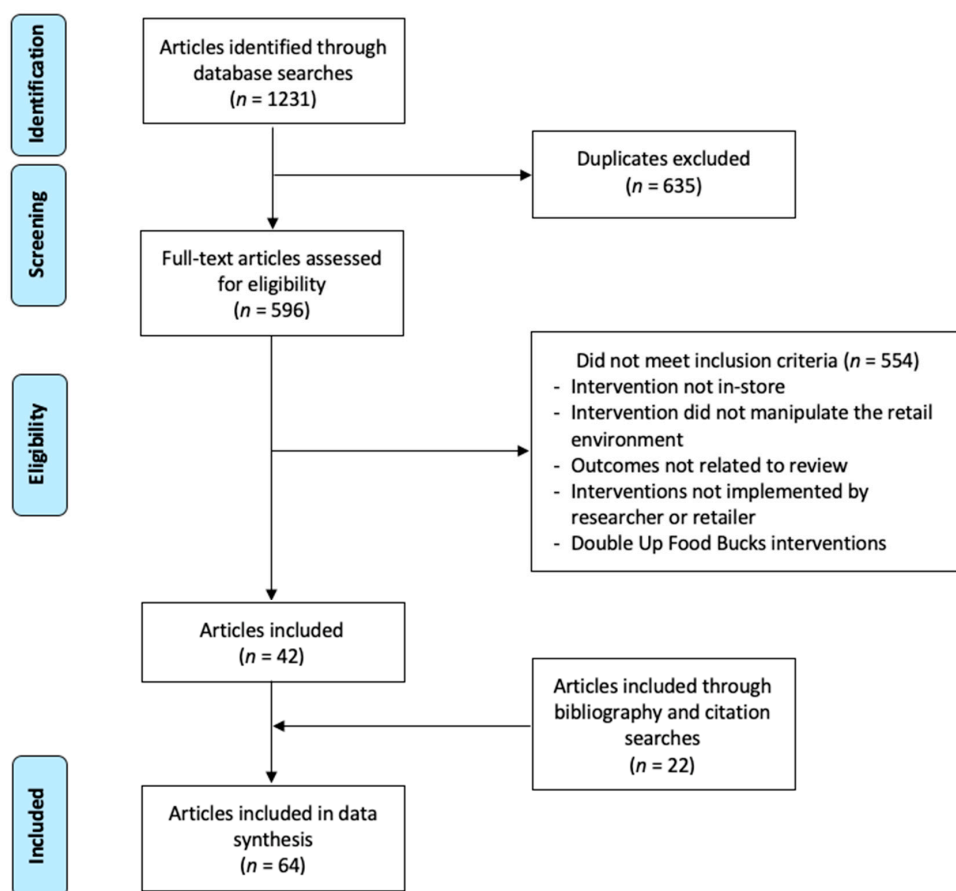 Identification
Articles identified through
database searches
(n = 1231)
Duplicates excluded
(n = 635)
Screening
Full-text articles assessed
for eligibility
(n = 596)
Eligibility
Did not meet inclusion criteria (n = 554)
- Intervention not in-store
- Intervention did not manipulate the retail
environment
- Outcomes not related to review
- Interventions not implemented by
researcher or retailer
- Double Up Food Bucks interventions
Articles included
(n = 42)
Articles included through
bibliography and citation
searches
(n = 22)
Included
Articles included in data
synthesis
(n = 64)